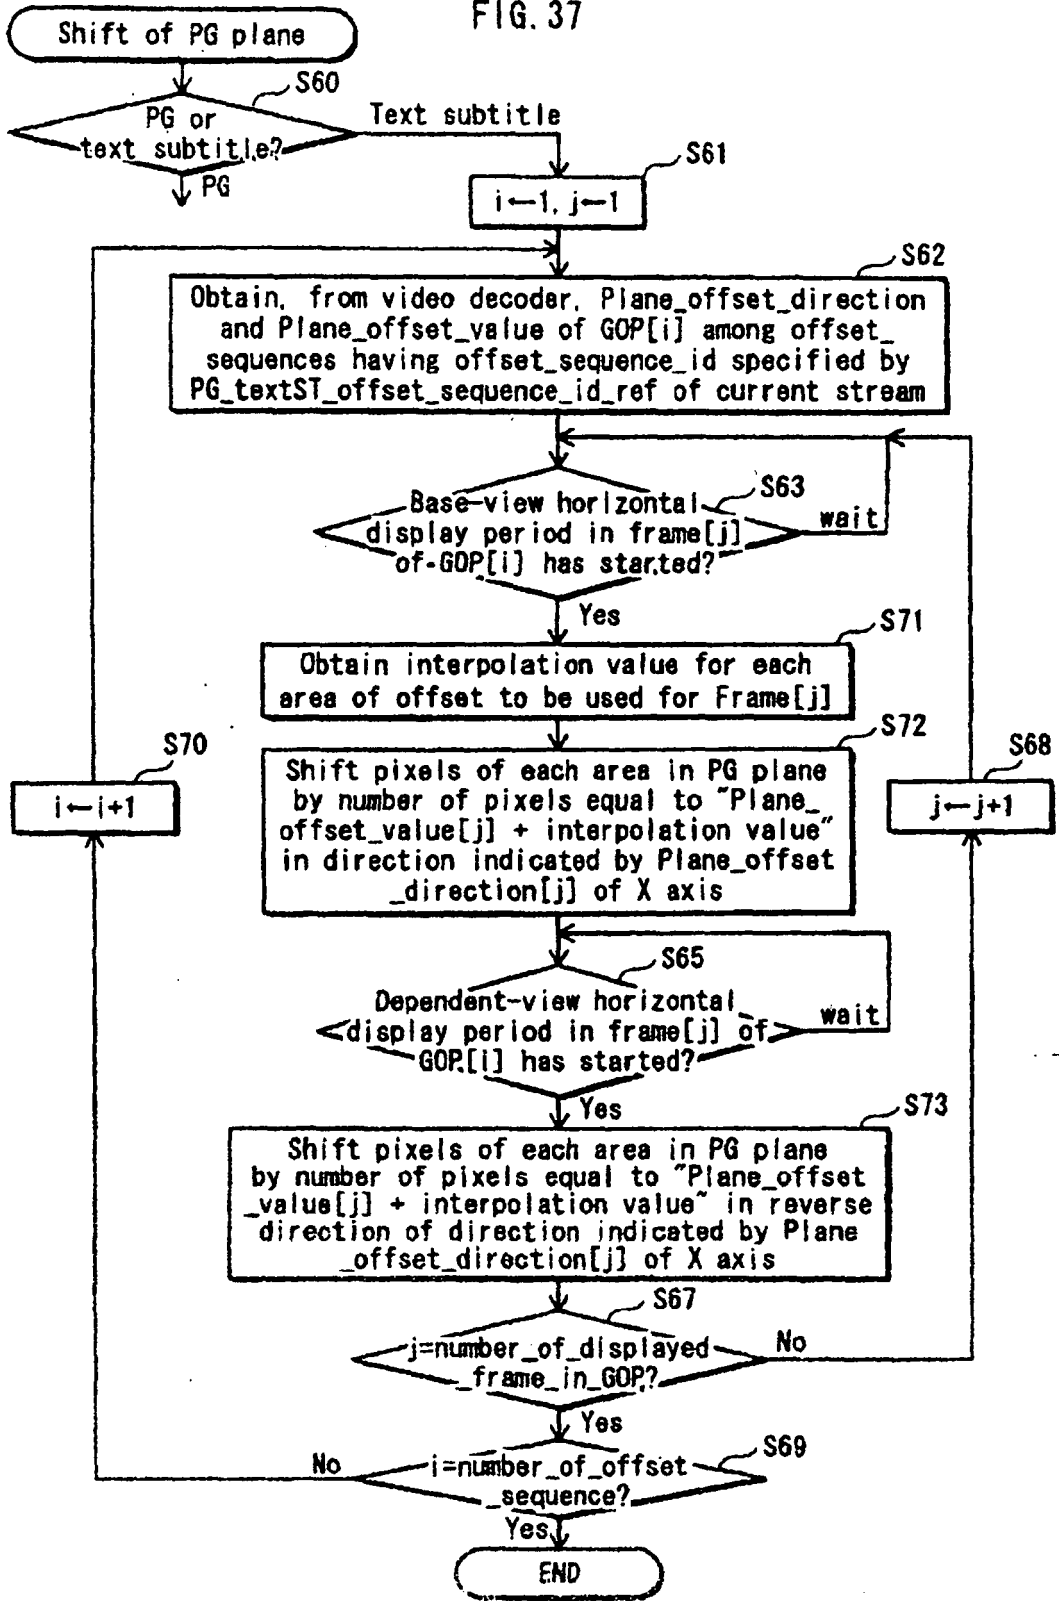 FIG. 37
Shift of PG plane
S60
PG or
text subtitle?
Text subtitle
PG
S61
i←1, j←1
S62
Obtain, from video decoder, Plane_offset_direction
and Plane_offset_value of GOP[i] among offset_
sequences having offset_sequence_id specified by
PG_textST_offset_sequence_id_ref of current stream
S63
Base-view horizontal
display period in frame[j]
of GOP[i] has started?
wait
Yes
S71
Obtain interpolation value for each
area of offset to be used for Frame[j]
S72
Shift pixels of each area in PG plane
by number of pixels equal to "Plane_
offset_value[j] + interpolation value"
in direction indicated by Plane_offset
_direction[j] of X axis
S70
i←i+1
S68
j←j+1
S65
Dependent-view horizontal
display period in frame[j] of
GOP[i] has started?
wait
Yes
S73
Shift pixels of each area in PG plane
by number of pixels equal to "Plane_offset
_value[j] + interpolation value" in reverse
direction of direction indicated by Plane
_offset_direction[j] of X axis
S67
j=number_of_displayed
_frame_in_GOP?
No
Yes
S69
i=number_of_offset
_sequence?
No
Yes
END